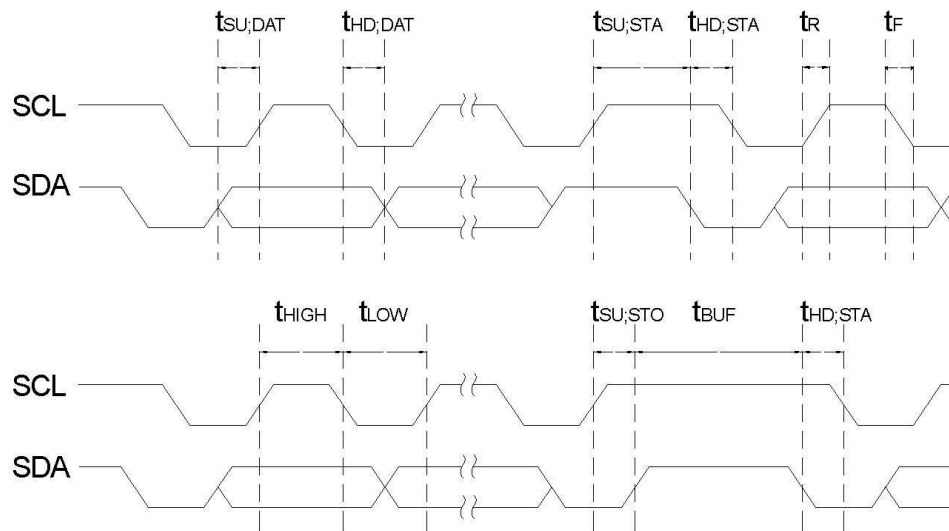 tSU;DAT tHD;DAT tSU;STA tHD;STA tR tF
SCL
SDA
tHIGH tLOW tSU;STO tBUF tHD;STA
SCL
SDA